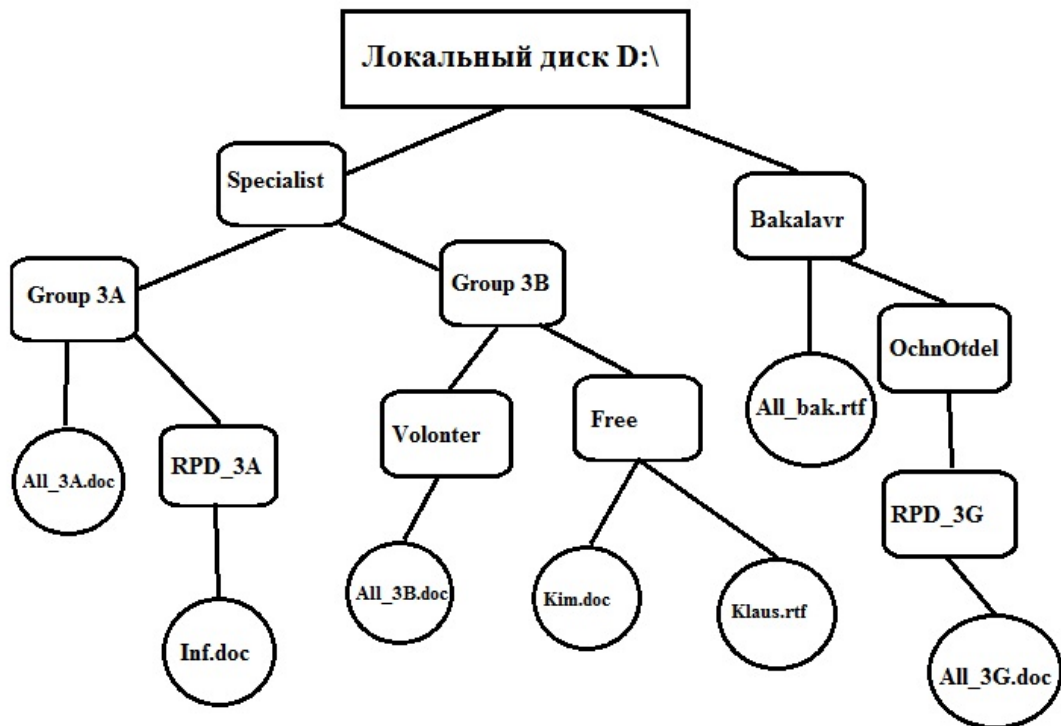 Локальный диск D:\
Specialist
Bakalavr
Group 3A
Group 3B
OchnOtdel
All_bak.rtf
Volonter
Free
All_3A.doc
RPD_3A
RPD_3G
All_3B.doc
Kim.doc
Klaus.rtf
Inf.doc
All_3G.doc